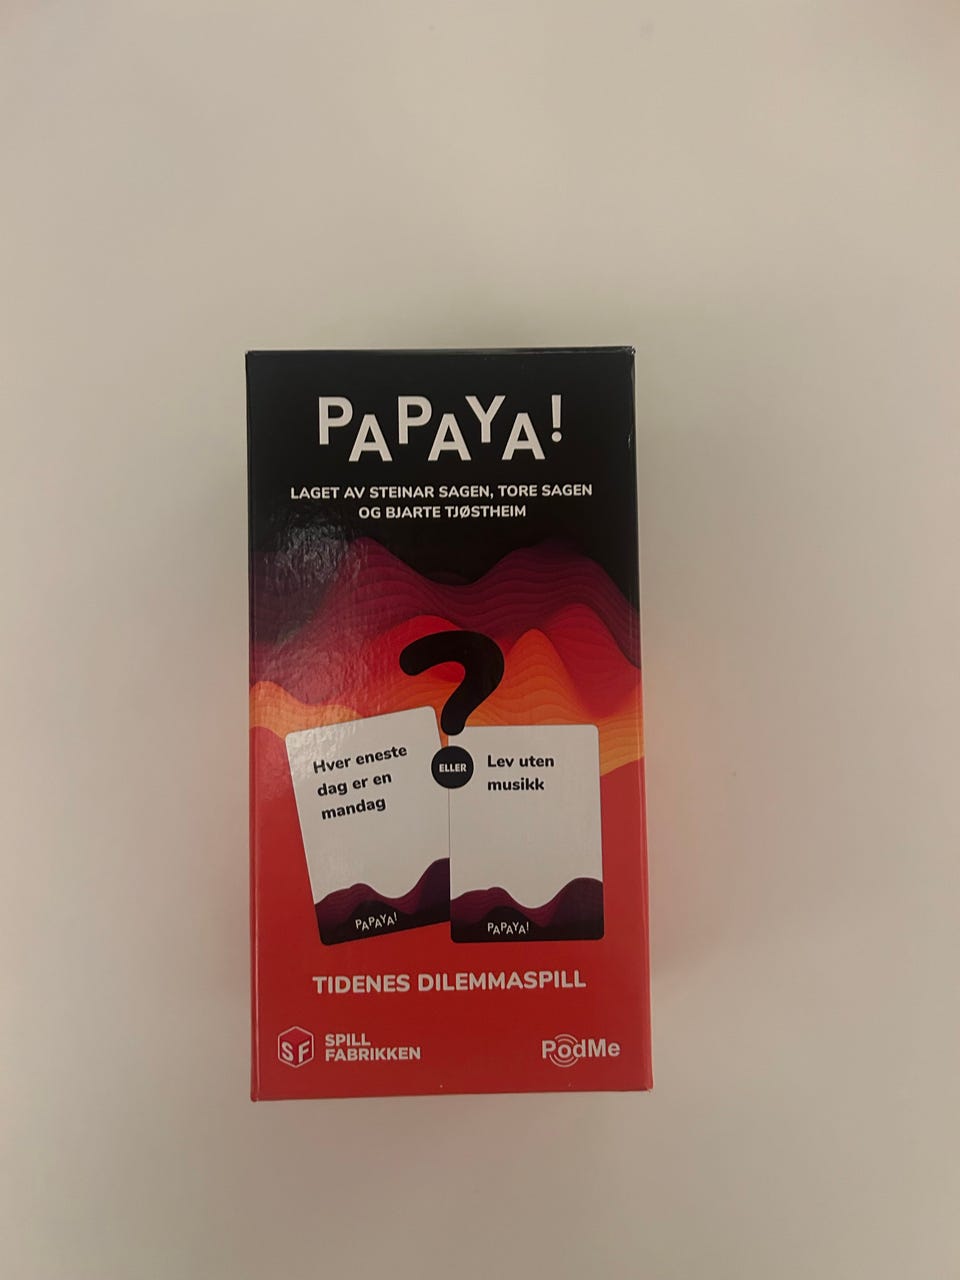 PAPAYA!
LAGET AV STEINAR SAGEN, TORE SAGEN
OG BJARTE TJØSTHEIM
?
Hver eneste
dag er en
mandag
PAPAYA!
ELLER
Lev uten
musikk
PAPAYA!
TIDENES DILEMMASPILL
SF
SPILL
FABRIKKEN
PodMe